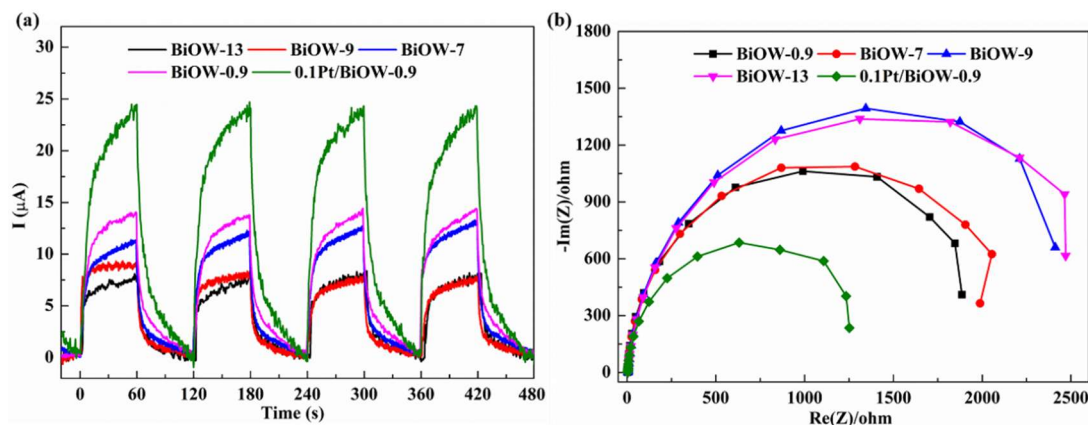 (a)
BiOW-13 BiOW-9 BiOW-7
BiOW-0.9 0.1Pt/BiOW-0.9
I (μA)
30
25
20
15
10
5
0
0 60 120 180 240 300 360 420 480
Time (s)
(b)
BiOW-0.9 BiOW-7 BiOW-9
BiOW-13 0.1Pt/BiOW-0.9
-Im(Z)/ohm
1800
1500
1200
900
600
300
0
0 500 1000 1500 2000 2500
Re(Z)/ohm